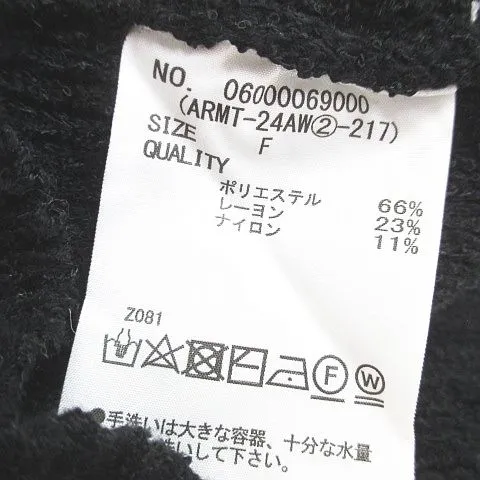 NO. 06000069000
(ARMT-24AW②-217)
SIZE F
QUALITY
ポリエステル 66%
レーヨン 23%
ナイロン 11%
Z081
F W
●手洗いは大きな容器、十分な水量
洗いして下さい。